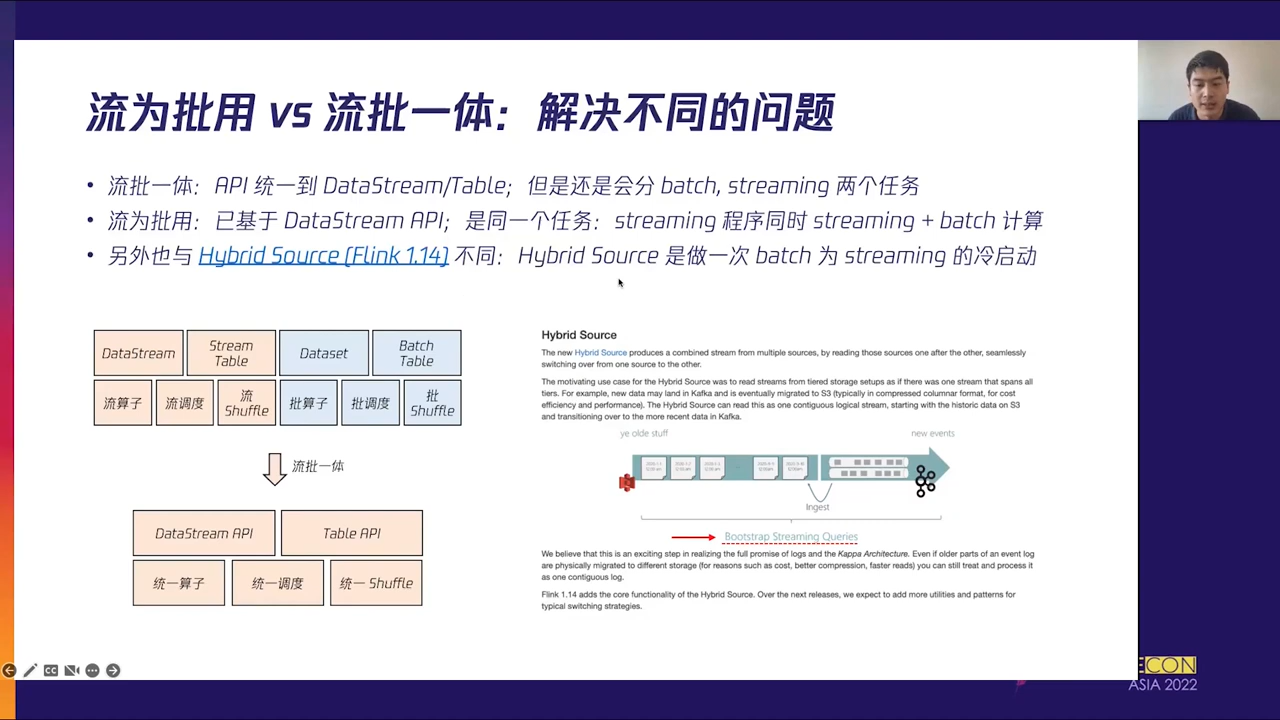 流为批用 vs 流批一体：解决不同的问题
• 流批一体：API 统一到 DataStream/Table；但是还是会分 batch, streaming 两个任务
• 流为批用：已基于 DataStream API；是同一个任务：streaming 程序同时 streaming + batch 计算
• 另外也与 Hybrid Source (Flink 1.14) 不同：Hybrid Source 是做一次 batch 为 streaming 的冷启动
DataStream
Stream
Table
Dataset
Batch
Table
流算子
流调度
流
Shuffle
批算子
批调度
批
Shuffle
流批一体
DataStream API
Table API
统一算子
统一调度
统一 Shuffle
Hybrid Source
The new Hybrid Source produces a combined stream from multiple sources, by reading those sources one after the other, seamlessly
switching over from one source to the other.
The motivating use case for the Hybrid Source was to read streams from tiered storage setups as if there was one stream that spans all
tiers. For example, new data may land in Kafka and is eventually migrated to S3 (typically in compressed columnar format, for cost
efficiency and performance). The Hybrid Source can read this as one contiguous logical stream, starting with the historic data on S3
and transitioning over to the more recent data in Kafka.
ye olde stuff
new events
Ingest
Bootstrap Streaming Queries
We believe that this is an exciting step in realizing the full promise of logs and the Kappa Architecture. Even if older parts of an event log
are physically migrated to different storage (for reasons such as cost, better compression, faster reads) you can still treat and process it
as one contiguous log.
Flink 1.14 adds the core functionality of the Hybrid Source. Over the next releases, we expect to add more utilities and patterns for
typical switching strategies.
CC
ECON
ASIA 2022